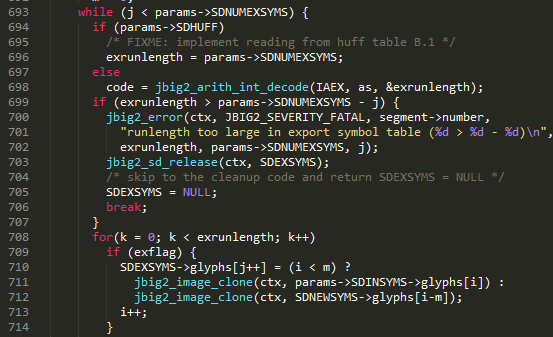 693 while (j < params->SDNUMEXSYMS) {
694 if (params->SDHUFF)
695 /* FIXME: implement reading from huff table B.1 */
696 exrunlength = params->SDNUMEXSYMS;
697 else
698 code = jbig2_arith_int_decode(IAEX, as, &exrunlength);
699 if (exrunlength > params->SDNUMEXSYMS - j) {
700 jbig2_error(ctx, JBIG2_SEVERITY_FATAL, segment->number,
701 "runlength too large in export symbol table (%d > %d - %d)\n",
702 exrunlength, params->SDNUMEXSYMS, j);
703 jbig2_sd_release(ctx, SDEXSYMS);
704 /* skip to the cleanup code and return SDEXSYMS = NULL */
705 SDEXSYMS = NULL;
706 break;
707 }
708 for(k = 0; k < exrunlength; k++)
709 if (exflag) {
710 SDEXSYMS->glyphs[j++] = (i < m) ?
711 jbig2_image_clone(ctx, params->SDINSYMS->glyphs[i]) :
712 jbig2_image_clone(ctx, SDNEWSYMS->glyphs[i-m]);
713 i++;
714 }